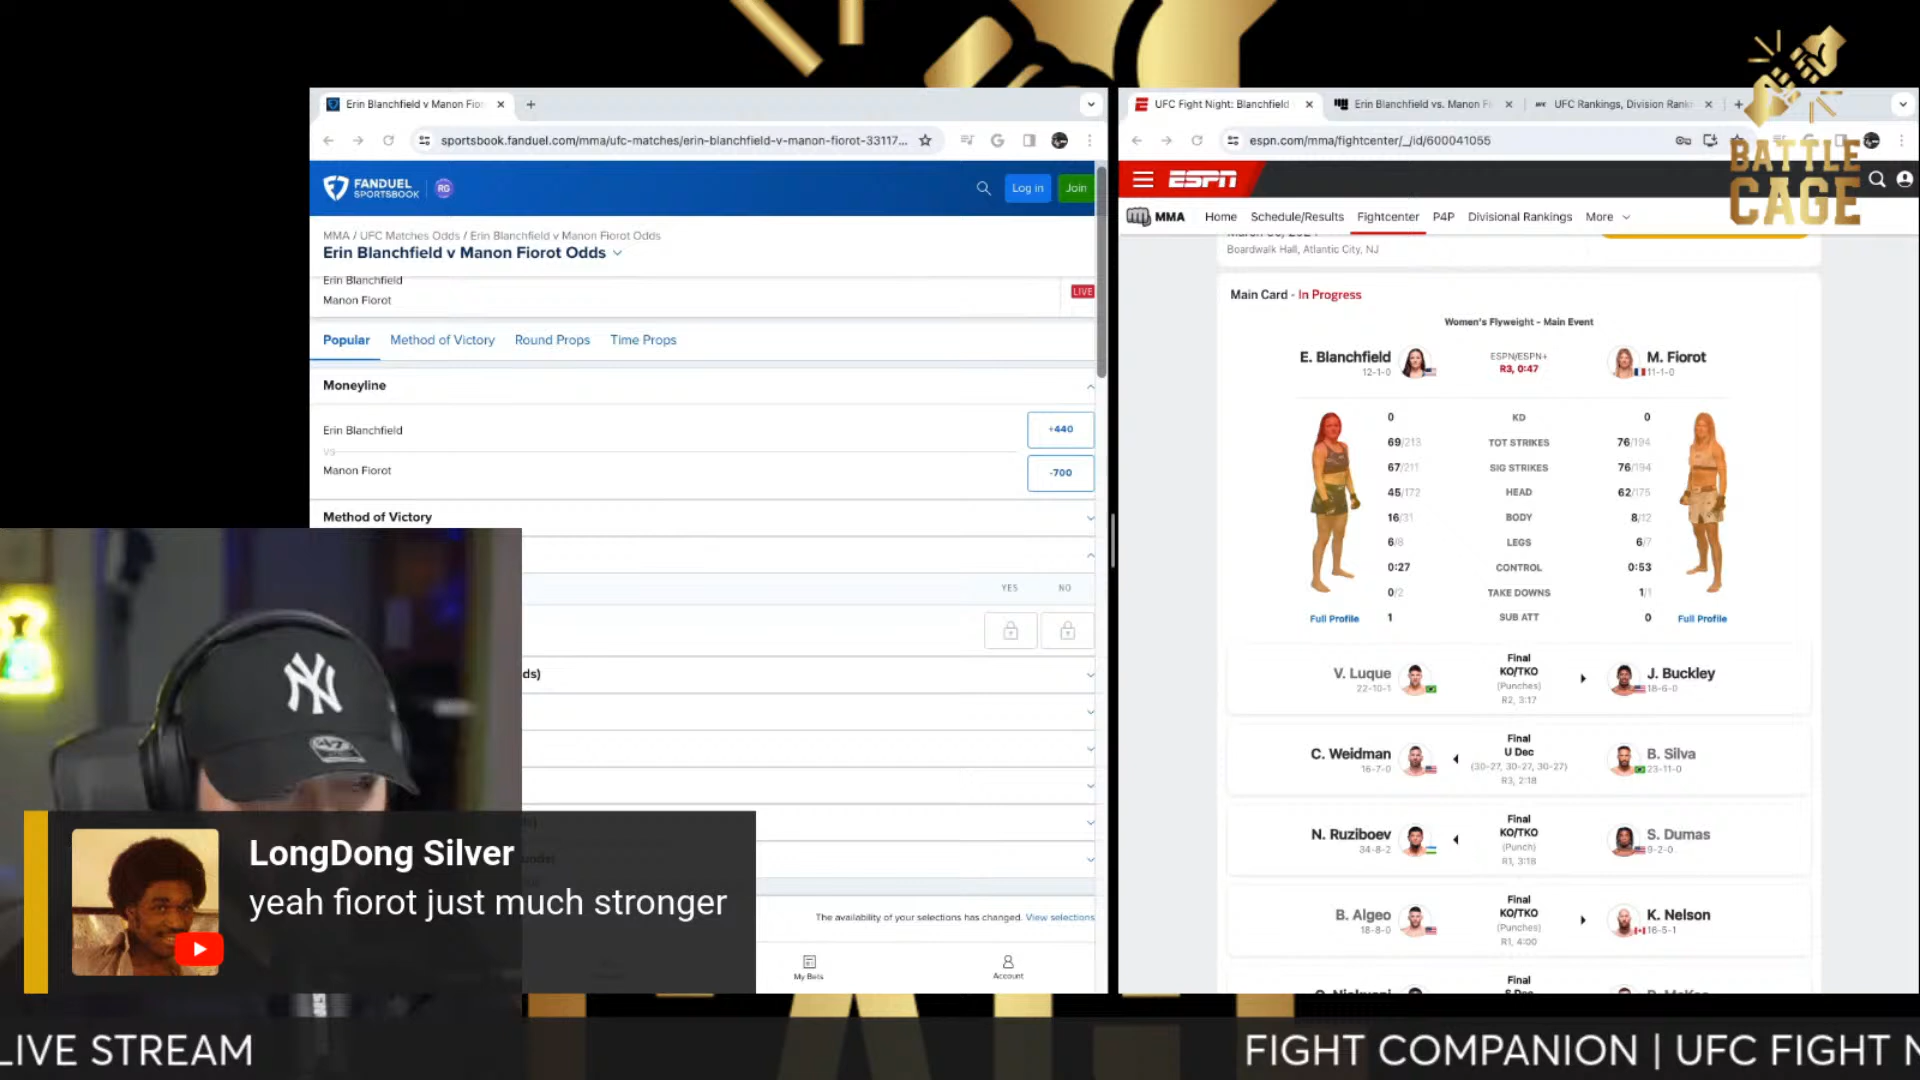 Erin Blanchfield v Manon Fior
sportsbook.fanduel.com/mma/ufc-matches/erin-blanchfield-v-manon-fiorot-33117...
FANDUEL
SPORTSBOOK
RG
Log in
Join
MMA / UFC Matches Odds / Erin Blanchfield v Manon Fiorot Odds
Erin Blanchfield v Manon Fiorot Odds
Erin Blanchfield
Manon Fiorot
LIVE
Popular
Method of Victory
Round Props
Time Props
Moneyline
Erin Blanchfield
+440
VS
Manon Fiorot
-700
Method of Victory
YES
NO
ds)
The availability of your selections has changed. View selections
My Bets
Account
UFC Fight Night: Blanchfield
Erin Blanchfield vs. Manon Fi
UFC Rankings, Division Rank
espn.com/mma/fightcenter/_/id/600041055
BATTLE
CAGE
ESPN
MMA
Home
Schedule/Results
Fightcenter
P4P
Divisional Rankings
More
Boardwalk Hall, Atlantic City, NJ
Main Card - In Progress
Women's Flyweight - Main Event
E. Blanchfield
12-1-0
ESPN/ESPN+
R3, 0:47
M. Fiorot
11-1-0
0 KD 0
69/213 TOT STRIKES 76/194
67/211 SIG STRIKES 76/194
45/172 HEAD 62/175
16/31 BODY 8/12
6/8 LEGS 6/7
0:27 CONTROL 0:53
0/2 TAKE DOWNS 1/1
Full Profile 1 SUB ATT 0 Full Profile
V. Luque
22-10-1
Final
KO/TKO
(Punches)
R2, 3:17
J. Buckley
18-6-0
C. Weidman
16-7-0
Final
U Dec
(30-27, 30-27, 30-27)
R3, 2:18
B. Silva
23-11-0
N. Ruziboev
34-8-2
Final
KO/TKO
(Punch)
R1, 3:18
S. Dumas
9-2-0
B. Algeo
18-8-0
Final
KO/TKO
(Punches)
R1, 4:00
K. Nelson
16-5-1
Final
NY
47
LongDong Silver
yeah fiorot just much stronger
LIVE STREAM
FIGHT COMPANION | UFC FIGHT N